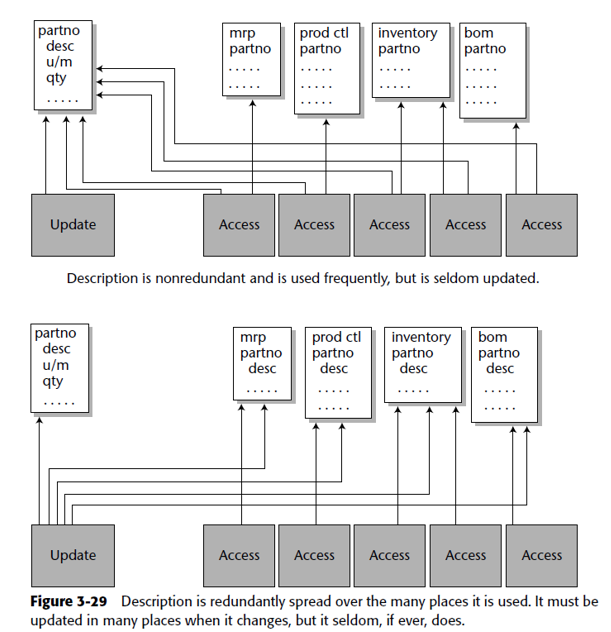 partno
desc
u/m
qty
. . . . .
mrp
partno
. . . . .
. . . . .
prod ctl
partno
. . . . .
. . . . .
. . . . .
inventory
partno
. . . . .
. . . . .
bom
partno
. . . . .
. . . . .
. . . . .
Update
Access
Access
Access
Access
Access
Description is nonredundant and is used frequently, but is seldom updated.
partno
desc
u/m
qty
. . . . .
mrp
partno
desc
. . . . .
prod ctl
partno
desc
. . . . .
. . . . .
inventory
partno
desc
. . . . .
bom
partno
desc
. . . . .
. . . . .
Update
Access
Access
Access
Access
Access
Figure 3-29 Description is redundantly spread over the many places it is used. It must be
updated in many places when it changes, but it seldom, if ever, does.